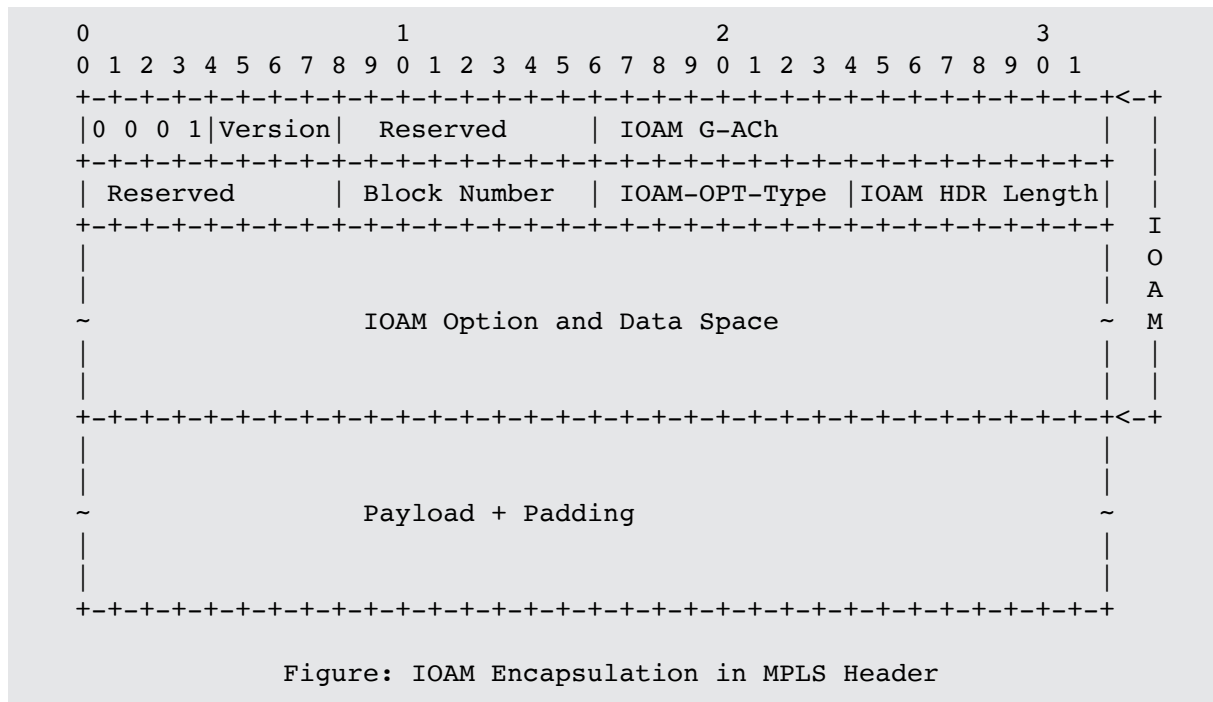 0                   1                   2                   3
 0 1 2 3 4 5 6 7 8 9 0 1 2 3 4 5 6 7 8 9 0 1 2 3 4 5 6 7 8 9 0 1
+-+-+-+-+-+-+-+-+-+-+-+-+-+-+-+-+-+-+-+-+-+-+-+-+-+-+-+-+-+-+-+-+<-+
|0 0 0 1|Version|  Reserved     | IOAM G-ACh                    |  |
+-+-+-+-+-+-+-+-+-+-+-+-+-+-+-+-+-+-+-+-+-+-+-+-+-+-+-+-+-+-+-+-+  |
| Reserved      | Block Number  | IOAM-OPT-Type |IOAM HDR Length|  |
+-+-+-+-+-+-+-+-+-+-+-+-+-+-+-+-+-+-+-+-+-+-+-+-+-+-+-+-+-+-+-+-+  I
|                                                               |  O
|                                                               |  A
~                 IOAM Option and Data Space                    ~  M
|                                                               |  |
|                                                               |  |
+-+-+-+-+-+-+-+-+-+-+-+-+-+-+-+-+-+-+-+-+-+-+-+-+-+-+-+-+-+-+-+-+<-+
|                                                               |
|                                                               |
~                 Payload + Padding                             ~
|                                                               |
|                                                               |
+-+-+-+-+-+-+-+-+-+-+-+-+-+-+-+-+-+-+-+-+-+-+-+-+-+-+-+-+-+-+-+-+
Figure: IOAM Encapsulation in MPLS Header